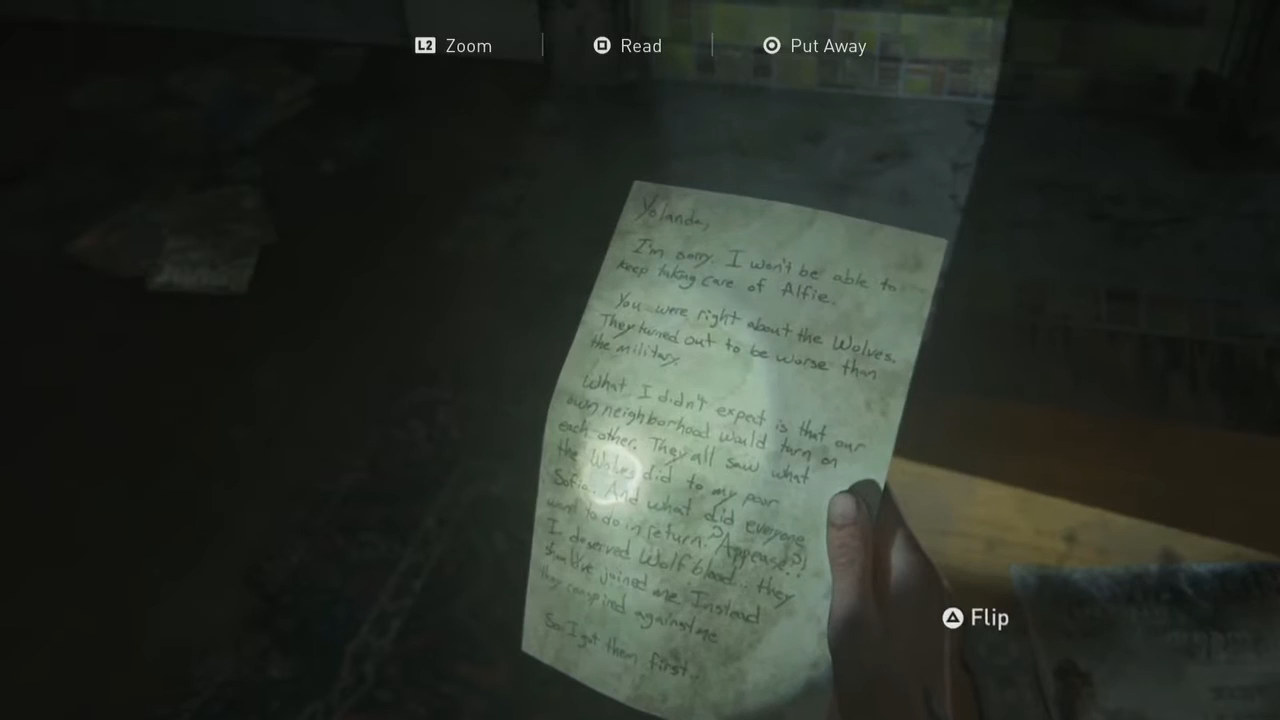 L2 Zoom
Read
Put Away
Yolanda,
I'm sorry. I won't be able to
keep taking care of Alfie.
You were right about the Wolves.
They turned out to be worse than
the military.
What I didn't expect is that our
own neighborhood would turn on
each other. They all saw what
the Wolves did to my poor
Sofia. And what did everyone
want to do in return? Appease?!
I deserved Wolf blood... they
should've joined me. Instead
they conspired against me
So I got them first.
Flip